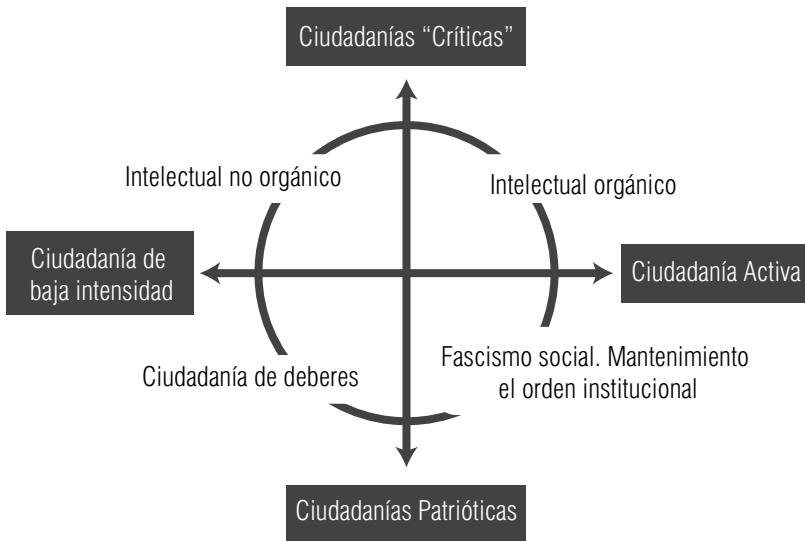 Ciudadanías “Críticas”
Intelectual no orgánico
Intelectual orgánico
Ciudadanía de
baja intensidad
Ciudadanía Activa
Ciudadanía de deberes
Fascismo social. Mantenimiento
el orden institucional
Ciudadanías Patrióticas